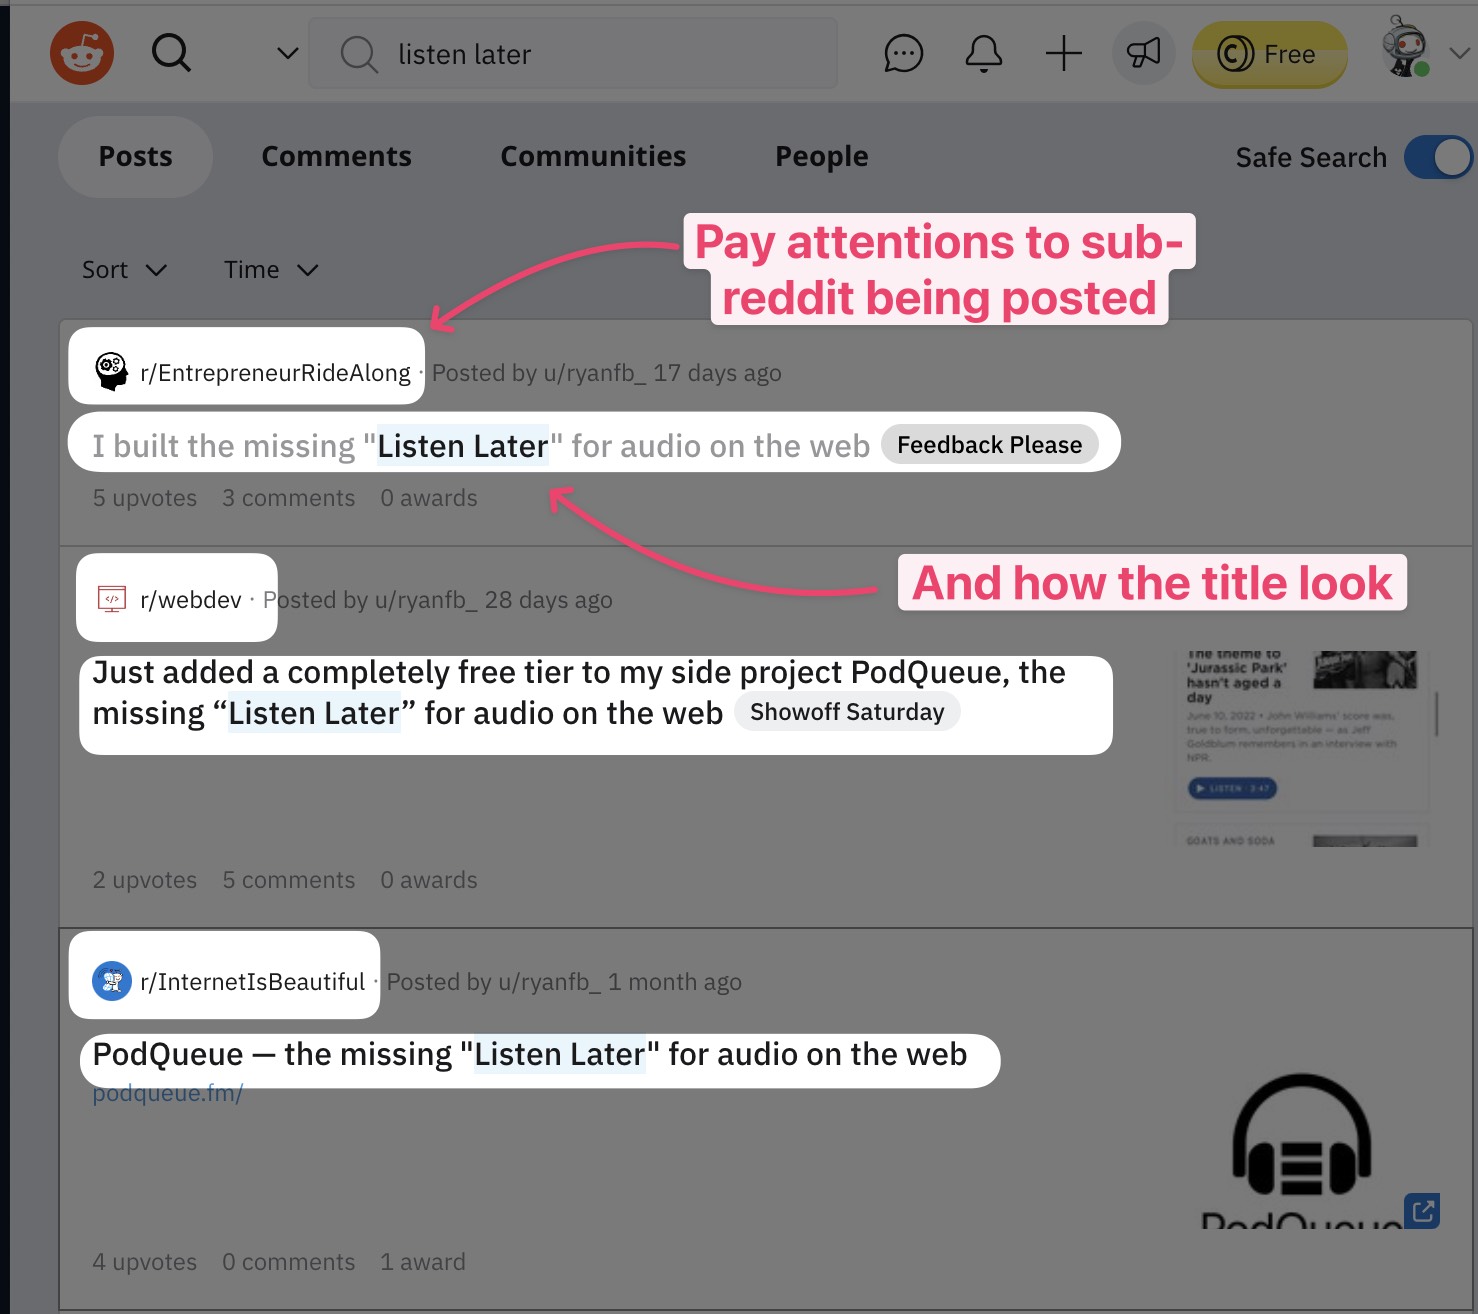 listen later
Free
Posts Comments Communities People Safe Search
Pay attentions to sub-
reddit being posted
Sort Time
r/EntrepreneurRideAlong · Posted by u/ryanfb_ 17 days ago
I built the missing "Listen Later" for audio on the web Feedback Please
5 upvotes 3 comments 0 awards
And how the title look
r/webdev · Posted by u/ryanfb_ 28 days ago
Just added a completely free tier to my side project PodQueue, the
missing “Listen Later” for audio on the web Showoff Saturday
The theme to
'Jurassic Park'
hasn't aged a
day
June 10, 2022 • John Williams' score was,
true to form, unforgettable — as Jeff
Goldblum remembers in an interview with
NPR.
LISTEN · 3:47
GOATS AND SODA
2 upvotes 5 comments 0 awards
r/InternetIsBeautiful · Posted by u/ryanfb_ 1 month ago
PodQueue — the missing "Listen Later" for audio on the web
podqueue.fm/
PodQueue
4 upvotes 0 comments 1 award